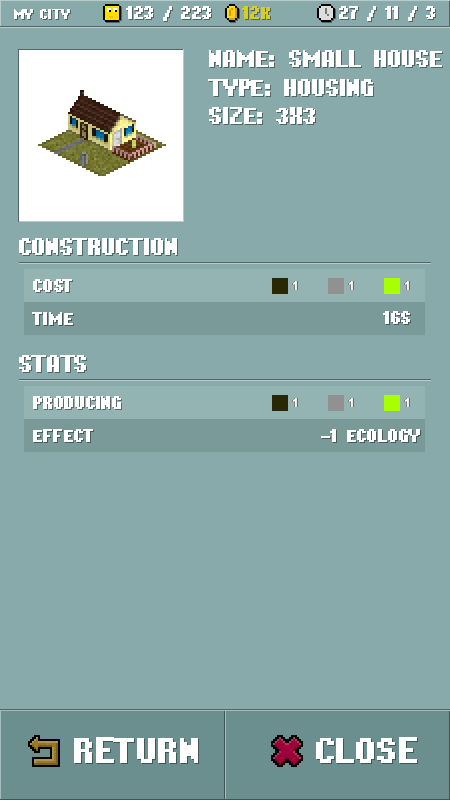 MY CITY 123 / 223 12K 27 / 11 / 3
NAME: SMALL HOUSE
TYPE: HOUSING
SIZE: 3X3
CONSTRUCTION
COST 1 1 1
TIME 16S
STATS
PRODUCING 1 1 1
EFFECT -1 ECOLOGY
RETURN CLOSE